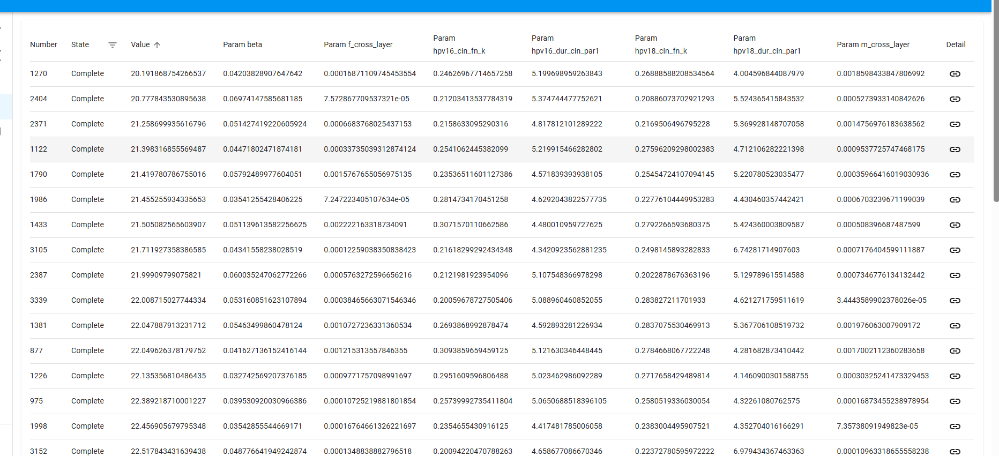 Number State Value Param beta Param f_cross_layer Param hpv16_cin_fn_k Param hpv16_dur_cin_par1 Param hpv18_cin_fn_k Param hpv18_dur_cin_par1 Param m_cross_layer Detail
1270 Complete 20.191868754266537 0.04203828907647642 0.00016871109745453554 0.24626967714657258 5.199698959263843 0.26888588208534564 4.004596844087979 0.0018598433847806992
2404 Complete 20.777843530895638 0.06974147585681185 7.572867709537321e-05 0.21203413537784319 5.374744477752621 0.20886073702921293 5.524365415843532 0.0005273933140842626
2371 Complete 21.258699935616796 0.051427419220605924 0.0006683768025437153 0.2158633095290316 4.817812101289222 0.2169506496795228 5.369928148707058 0.0014756976183638562
1122 Complete 21.398316855569487 0.04471802471874181 0.00033735039312874124 0.2541062445382099 5.219915466282802 0.27596209298002383 4.712106282221398 0.0009537725747468175
1790 Complete 21.419780786755016 0.05792489977604051 0.0015767655056975135 0.23536511601127386 4.571839393938105 0.25454724107094145 5.220780523035477 0.00035966416019030936
1986 Complete 21.455255934335653 0.03541255428406225 7.247223405107634e-05 0.2814734170451258 4.6292043822577735 0.22776104449953283 4.430460357442421 0.0006703239671199039
1433 Complete 21.505082565603907 0.051139613582256625 0.002222163318734091 0.3071570110662586 4.480010959727625 0.2792266593680375 5.424360003809587 0.000508396687487599
3105 Complete 21.711927358386585 0.04341558238028519 0.00012259038350838423 0.21618299292434348 4.3420923562881235 0.2498145893282833 6.74281714907603 0.0007176404599111887
2387 Complete 21.99909799075821 0.060035247062772266 0.0005763272596656216 0.2121981923954096 5.107548366978298 0.2022878676363196 5.129789615514588 0.0007346776134132442
3339 Complete 22.008715027744334 0.053160851623107894 0.00038465663071546346 0.20059678727505406 5.088960460852055 0.283827211701933 4.621271759511619 3.4443589902378026e-05
1381 Complete 22.047887913231712 0.05463499860478124 0.0010727236331360534 0.2693868992878474 4.592893281226934 0.2837075530469913 5.367706108519732 0.001976063007909172
877 Complete 22.049626378179752 0.041627136152416144 0.001215313557846355 0.3093859659459125 5.121630346448445 0.2784668067722248 4.281682873410442 0.0017002112360283658
1226 Complete 22.135356810486435 0.032742569207376185 0.0009771757098991697 0.2951609596806488 5.023462986092289 0.2717658429489814 4.1460900301588755 0.00030325241473329453
975 Complete 22.389218710001227 0.039530920030966386 0.00010725219881801854 0.25739992735411804 5.0650688518396105 0.2580519336030054 4.32261080762575 0.00016873455238978954
1998 Complete 22.456905679795348 0.03542855544669171 0.00016764661326221697 0.2354655430916125 4.417481785006058 0.2383004495907521 4.352704016166291 7.35738091949823e-05
3152 Complete 22.517843431639438 0.048776641949242874 0.0001348838882796518 0.20094220470788263 4.658677086670346 0.22372780595972222 6.979434367463363 0.00010963318655558238